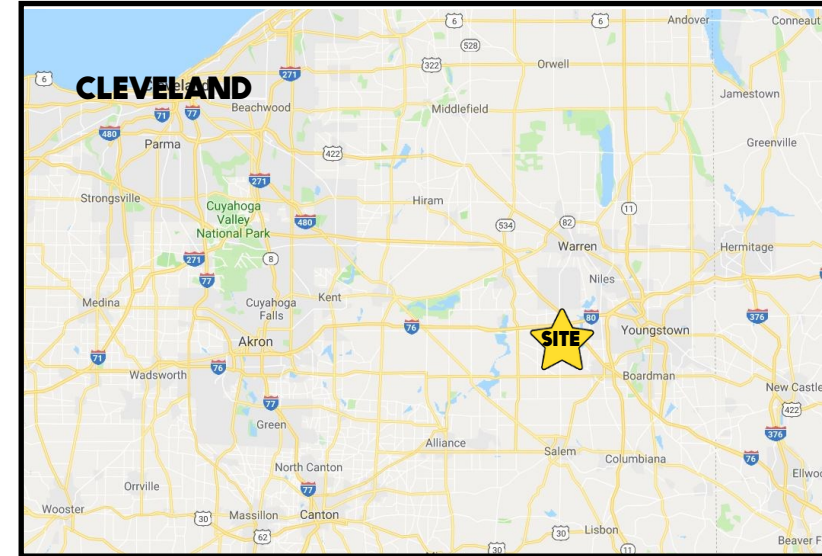 6
6
Andover
Conneaut
528
322
Orwell
271
6
CLEVELAND
Jamestown
Beachwood
Middlefield
71
77
480
Parma
422
Greenville
271
Strongsville
Hiram
Cuyahoga
Valley
National Park
480
534
82
11
Warren
Hermitage
271
8
77
Niles
Medina
Cuyahoga
Falls
Kent
76
80
376
Youngstown
SITE
Akron
71
76
Wadsworth
Boardman
New Castle
77
422
Green
376
Alliance
Salem
Columbiana
76
North Canton
77
Orrville
Wooster
30
Massillon
Canton
62
30
Lisbon
30
11
Beaver F